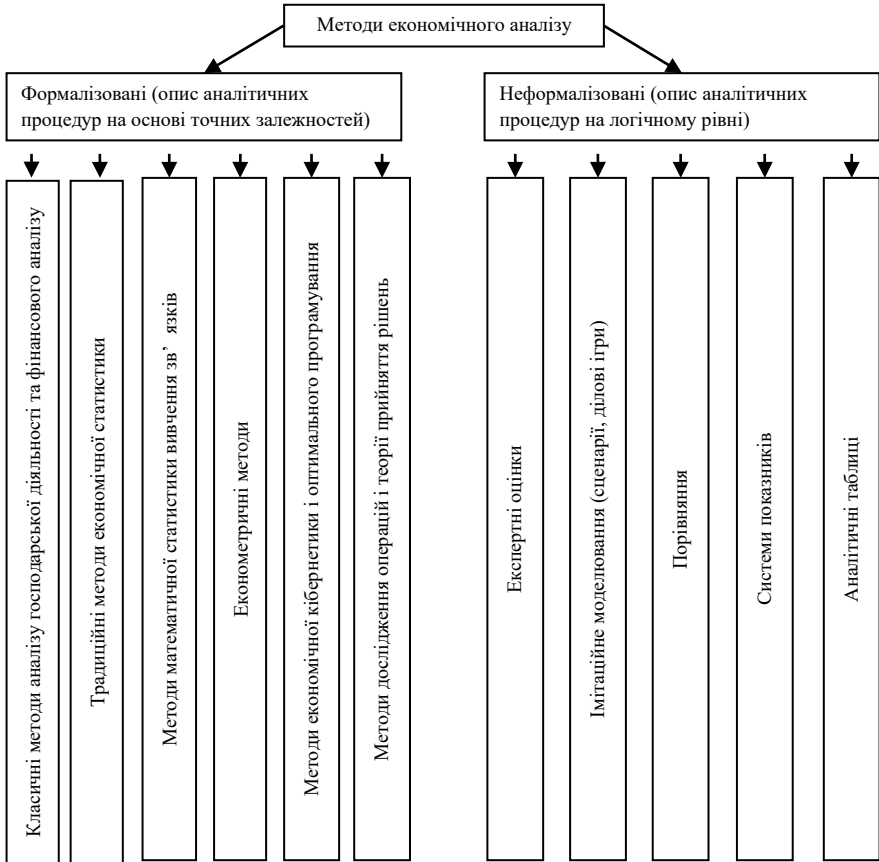 Методи економічного аналізу
Формалізовані (опис аналітичних
процедур на основі точних залежностей)
Неформалізовані (опис аналітичних
процедур на логічному рівні)
Класичні методи аналізу господарської діяльності та фінансового аналізу
Традиційні методи економічної статистики
Методи математичної статистики вивчення зв’ язків
Економетричні методи
Методи економічної кібернетики і оптимального програмування
Методи дослідження операцій і теорії прийняття рішень
Експертні оцінки
Імітаційне моделювання (сценарії, ділові ігри)
Порівняння
Системи показників
Аналітичні таблиці